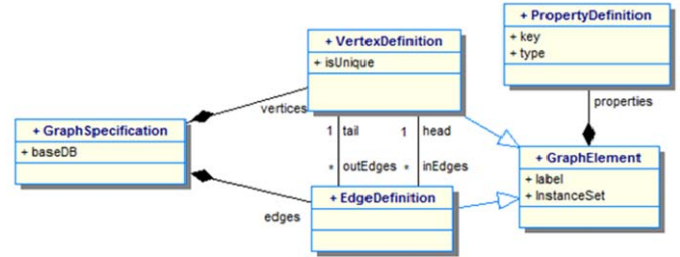 + PropertyDefinition
+ key
+ type
+ VertexDefinition
+ isUnique
properties
vertices
+ GraphSpecification
+ baseDB
1 tail
1 head
* outEdges
* inEdges
+ GraphElement
+ label
+ InstanceSet
+ EdgeDefinition
edges